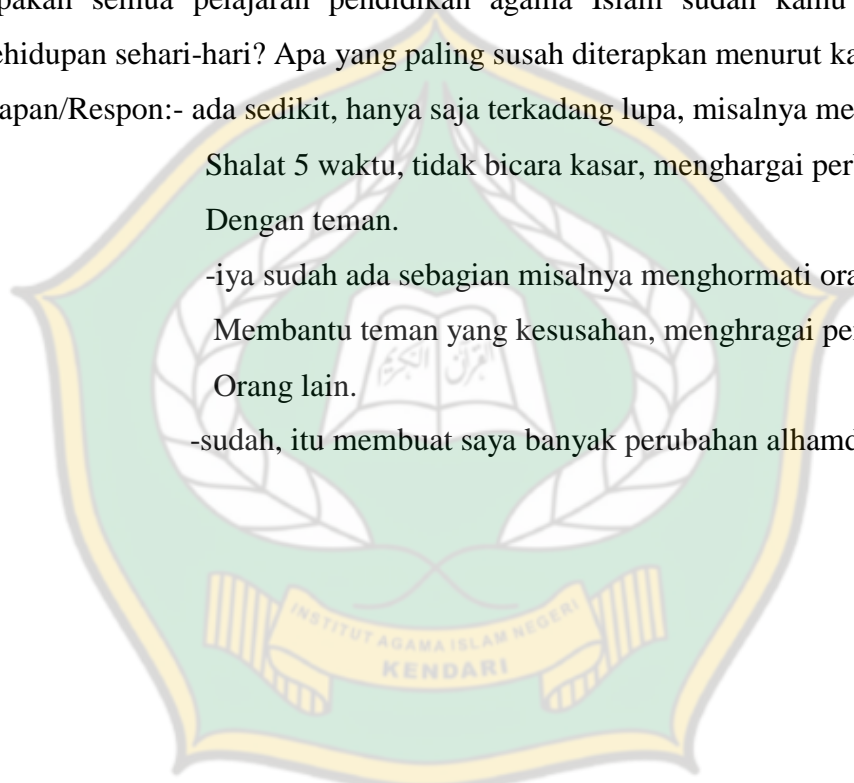 pakah semua pelajaran pendidikan agama Islam sudah kamu
ehidupan sehari-hari? Apa yang paling susah diterapkan menurut ka
apan/Respon:- ada sedikit, hanya saja terkadang lupa, misalnya me
Shalat 5 waktu, tidak bicara kasar, menghargai per
Dengan teman.
-iya sudah ada sebagian misalnya menghormati ora
Membantu teman yang kesusahan, menghragai pe
Orang lain.
-sudah, itu membuat saya banyak perubahan alhamd
القرآن الكريم
INSTITUT AGAMA ISLAM NEGERI
KENDARI